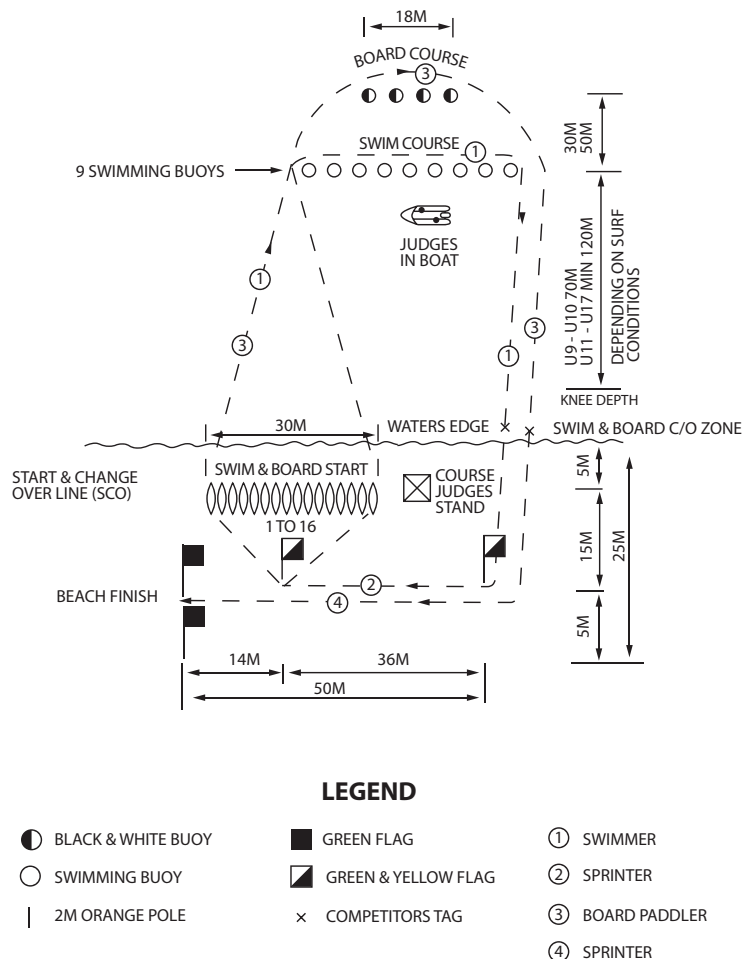 18M
BOARD COURSE
3
SWIM COURSE
1
9 SWIMMING BUOYS
30M
50M
JUDGES
IN BOAT
U9 - U10 70M
U11 - U17 MIN 120M
DEPENDING ON SURF
CONDITIONS
1
3
3
1
KNEE DEPTH
30M
WATERS EDGE
SWIM & BOARD C/O ZONE
START & CHANGE
OVER LINE (SCO)
SWIM & BOARD START
COURSE
JUDGES
STAND
5M
1 TO 16
15M
25M
BEACH FINISH
2
4
5M
14M
36M
50M
LEGEND
BLACK & WHITE BUOY
GREEN FLAG
1 SWIMMER
SWIMMING BUOY
GREEN & YELLOW FLAG
2 SPRINTER
2M ORANGE POLE
COMPETITORS TAG
3 BOARD PADDLER
4 SPRINTER